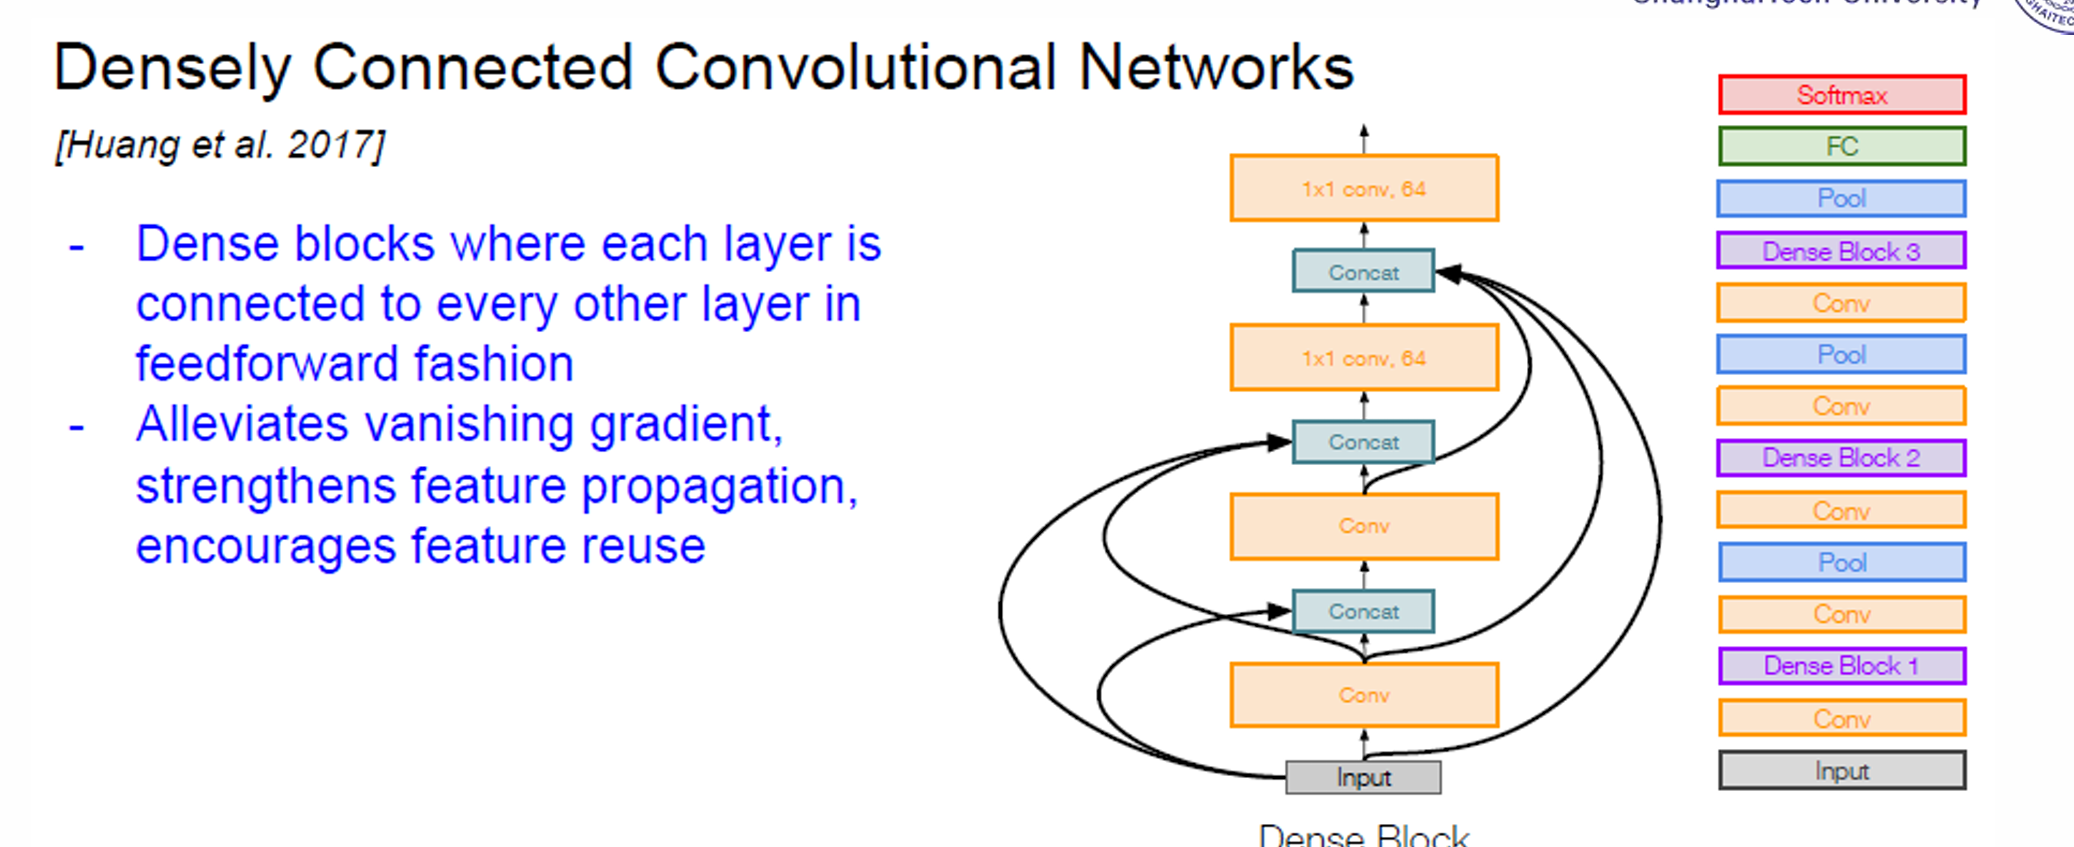 ShanghaiTech University
Densely Connected Convolutional Networks
[Huang et al. 2017]
- Dense blocks where each layer is
connected to every other layer in
feedforward fashion
- Alleviates vanishing gradient,
strengthens feature propagation,
encourages feature reuse
1x1 conv, 64
Concat
1x1 conv, 64
Concat
Conv
Concat
Conv
Input
Dense Block
Softmax
FC
Pool
Dense Block 3
Conv
Pool
Conv
Dense Block 2
Conv
Pool
Conv
Dense Block 1
Conv
Input